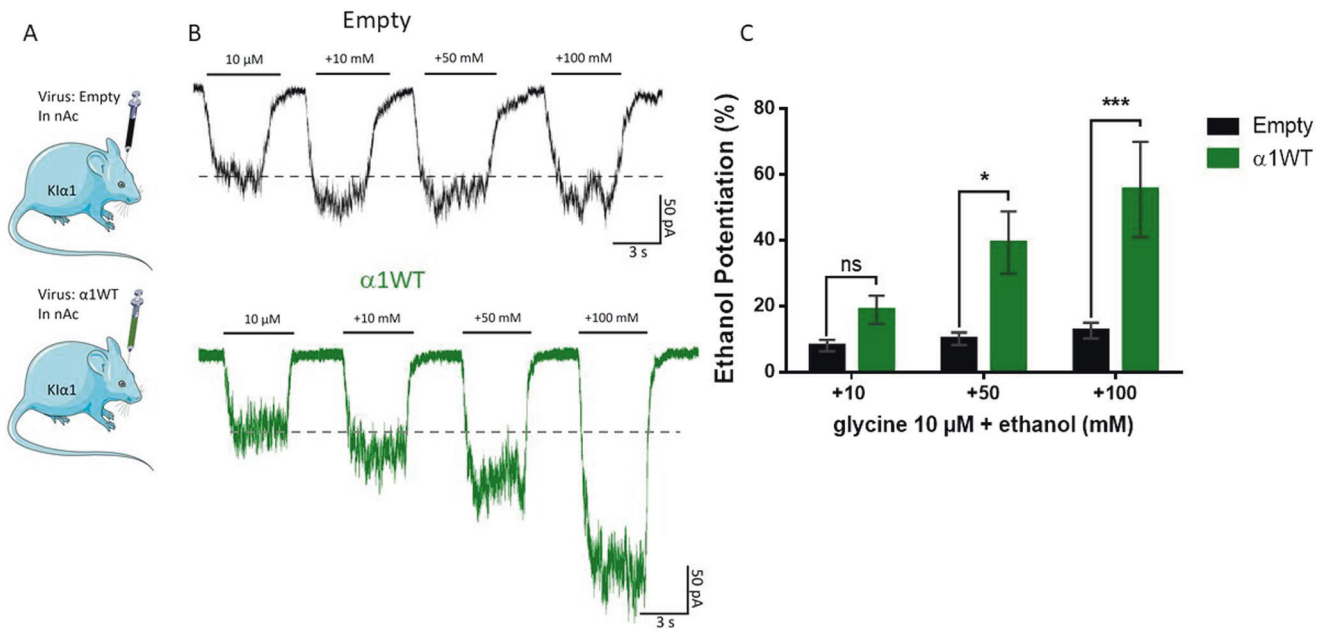 A
Virus: Empty
In nAc
KIα1
Virus: α1WT
In nAc
KIα1
B
Empty
10 µM
+10 mM
+50 mM
+100 mM
50 pA
3 s
α1WT
10 µM
+10 mM
+50 mM
+100 mM
50 pA
3 s
C
Ethanol Potentiation (%)
80
60
40
20
0
ns
*
***
Empty
α1WT
+10
+50
+100
glycine 10 µM + ethanol (mM)